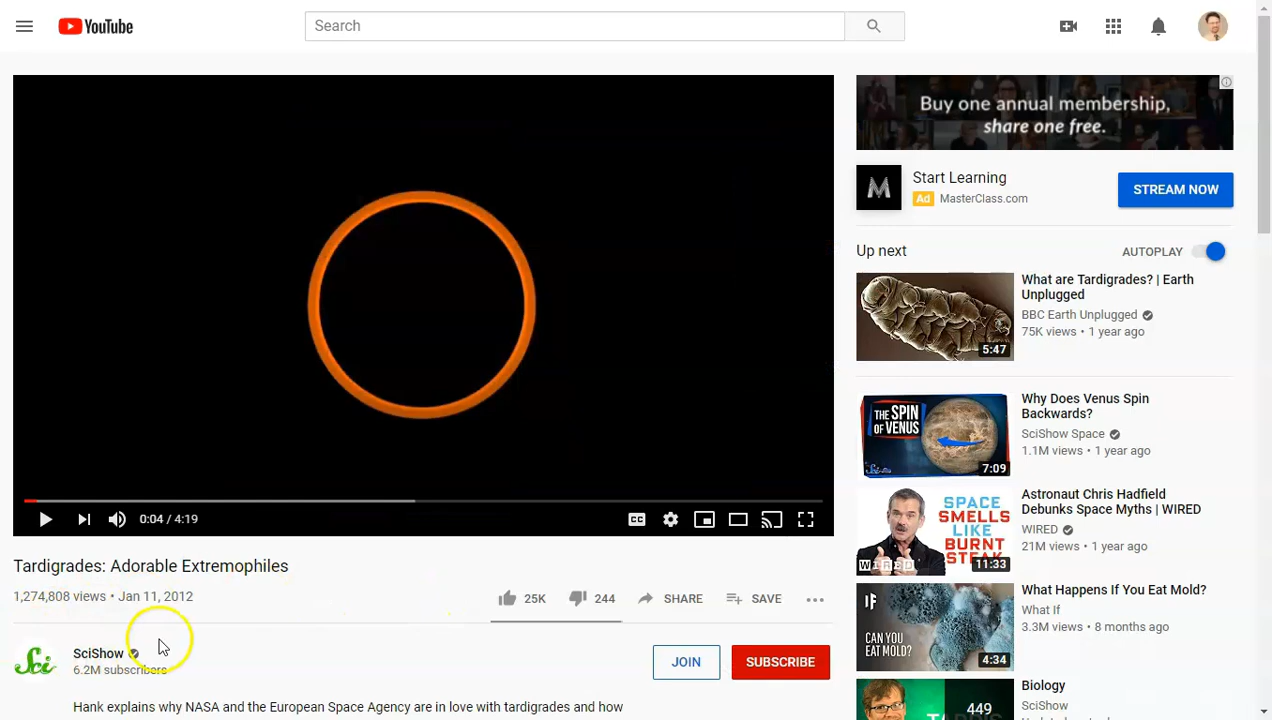 YouTube
Search
Buy one annual membership,
share one free.
Start Learning
Ad MasterClass.com
STREAM NOW
Up next
AUTOPLAY
What are Tardigrades? | Earth
Unplugged
BBC Earth Unplugged
75K views • 1 year ago
5:47
THE SPIN
OF VENUS
Sci
7:09
Why Does Venus Spin
Backwards?
SciShow Space
1.1M views • 1 year ago
SPACE
SMELLS
LIKE
BURNT
STEAK
WIRED
11:33
Astronaut Chris Hadfield
Debunks Space Myths | WIRED
WIRED
21M views • 1 year ago
IF
CAN YOU
EAT MOLD?
4:34
What Happens If You Eat Mold?
What If
3.3M views • 8 months ago
449
Biology
SciShow
0:04 / 4:19
CC
Tardigrades: Adorable Extremophiles
1,274,808 views • Jan 11, 2012
25K
244
SHARE
SAVE
Sci
SciShow
6.2M subscribers
JOIN
SUBSCRIBE
Hank explains why NASA and the European Space Agency are in love with tardigrades and how